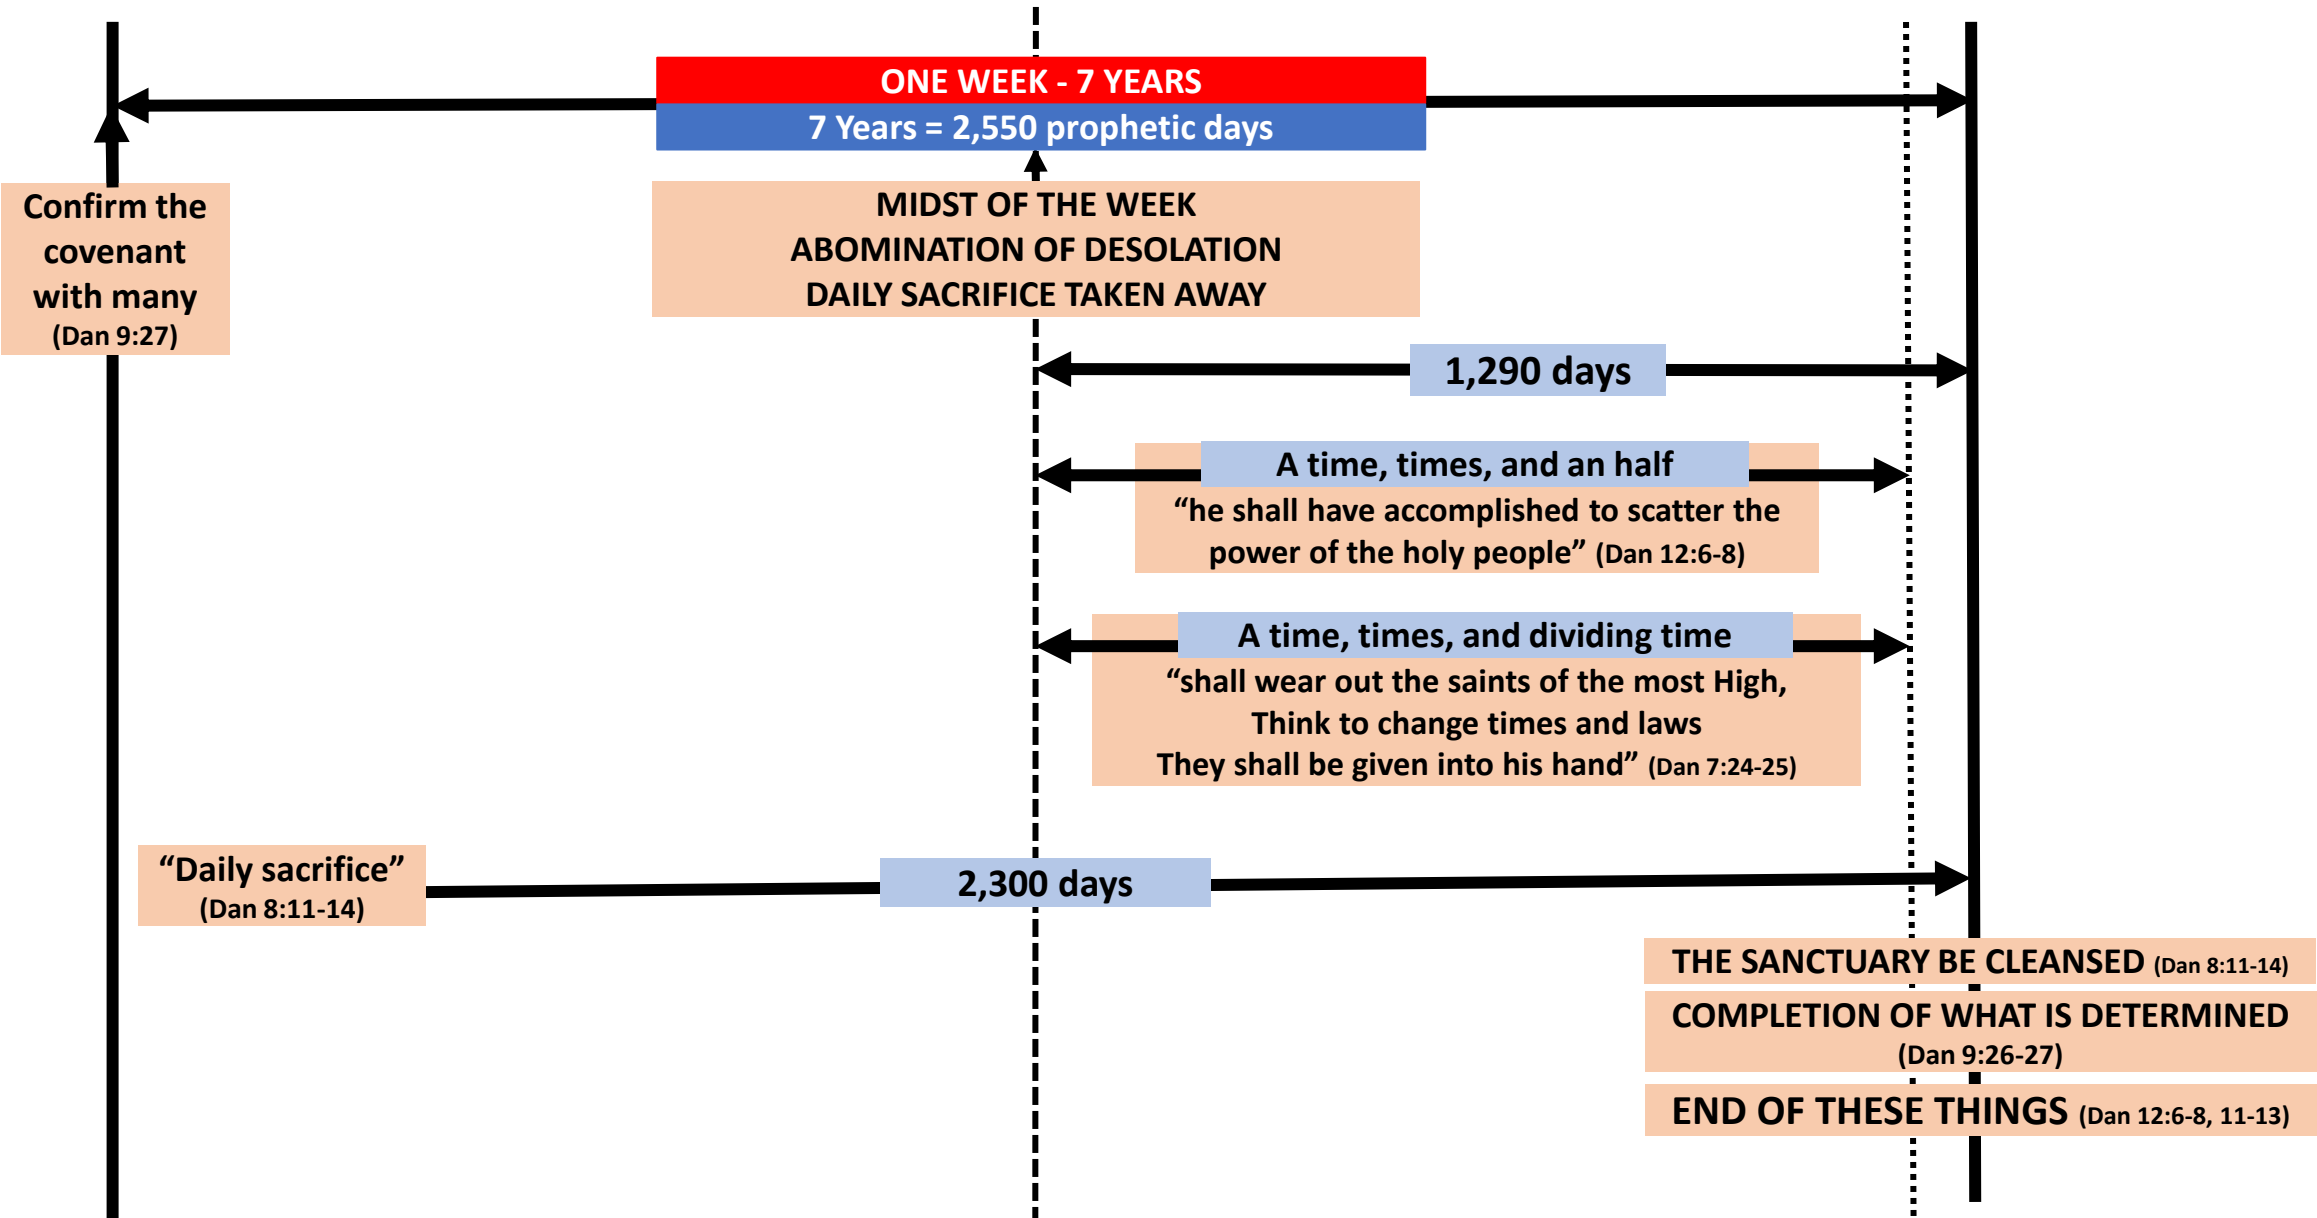 ONE WEEK - 7 YEARS
7 Years = 2,550 prophetic days
Confirm the
covenant
with many
(Dan 9:27)
MIDST OF THE WEEK
ABOMINATION OF DESOLATION
DAILY SACRIFICE TAKEN AWAY
1,290 days
A time, times, and an half
“he shall have accomplished to scatter the
power of the holy people” (Dan 12:6-8)
A time, times, and dividing time
“shall wear out the saints of the most High,
Think to change times and laws
They shall be given into his hand” (Dan 7:24-25)
“Daily sacrifice”
(Dan 8:11-14)
2,300 days
THE SANCTUARY BE CLEANSED (Dan 8:11-14)
COMPLETION OF WHAT IS DETERMINED
(Dan 9:26-27)
END OF THESE THINGS (Dan 12:6-8, 11-13)